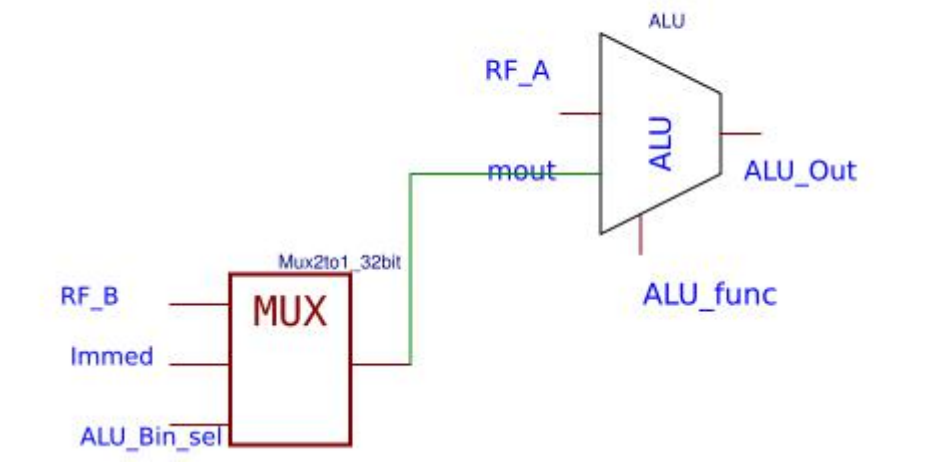 ALU
RF_A
ALU
mout
ALU_Out
Mux2to1_32bit
RF_B
MUX
ALU_func
Immed
ALU_Bin_sel